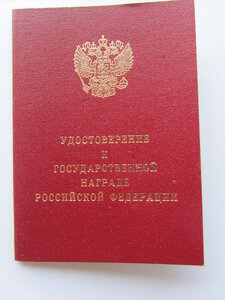 УДОСТОВЕРЕНИЕ
К
ГОСУДАРСТВЕННОЙ
НАГРАДЕ
РОССИЙСКОЙ ФЕДЕРАЦИИ